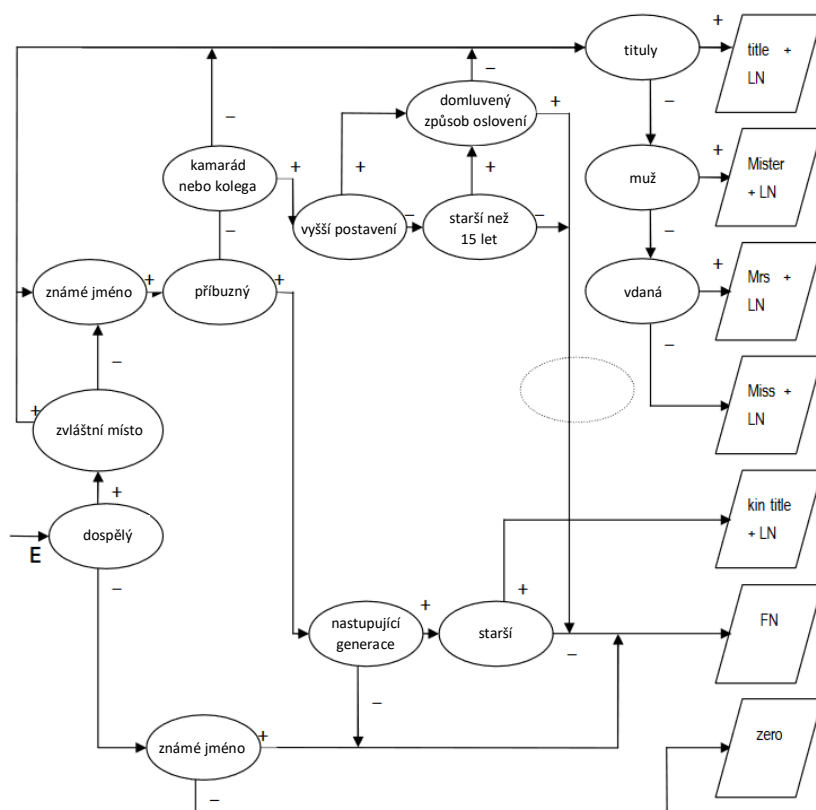 tituly
+
title +
LN
–
domluvený
způsob oslovení
–
+
–
kamarád
nebo kolega
+
+
+
muž
+
Mister
+ LN
vyšší postavení
–
starší než
15 let
–
–
–
známé jméno
+
příbuzný
+
vdaná
+
Mrs +
LN
–
–
zvláštní místo
+
Miss +
LN
+
dospělý
E
kin title
+ LN
–
+
nastupující
generace
+
starší
–
FN
–
známé jméno
+
zero
–